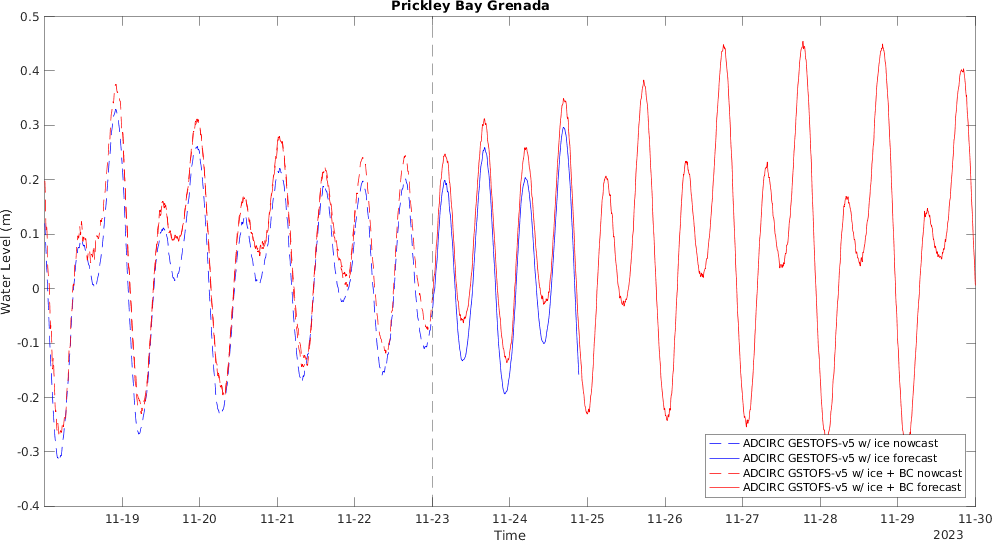 Prickley Bay Grenada
0.5
0.4
0.3
0.2
0.1
0
-0.1
-0.2
-0.3
-0.4
Water Level (m)
ADCIRC GESTOFS-v5 w/ ice nowcast
ADCIRC GESTOFS-v5 w/ ice forecast
ADCIRC GSTOFS-v5 w/ ice + BC nowcast
ADCIRC GSTOFS-v5 w/ ice + BC forecast
11-19 11-20 11-21 11-22 11-23 11-24 11-25 11-26 11-27 11-28 11-29 11-30
Time
2023